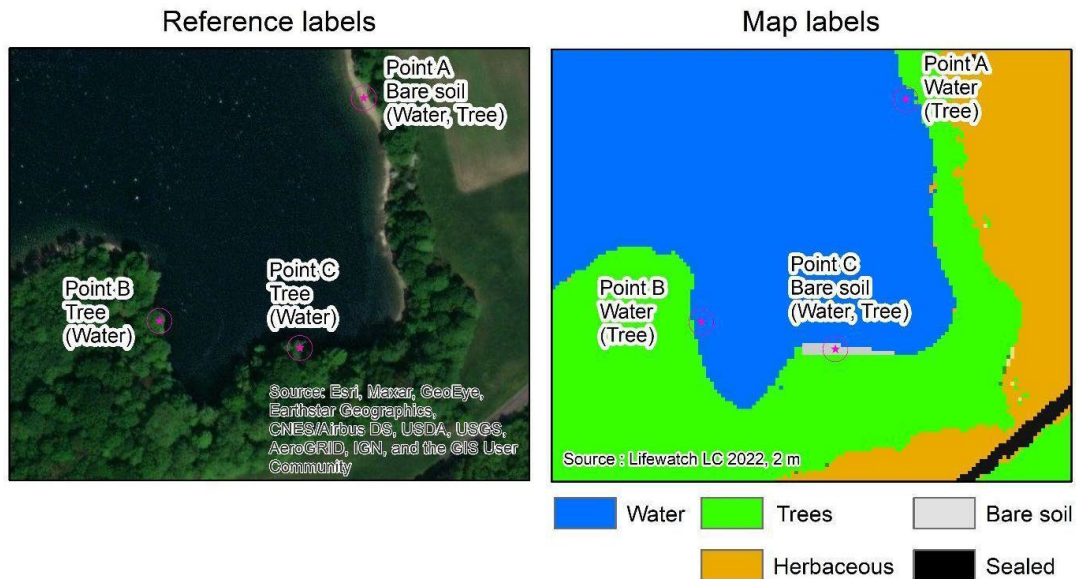 Reference labels
Point A
Bare soil
(Water, Tree)
Point B
Tree
(Water)
Point C
Tree
(Water)
Source: Esri, Maxar, GeoEye,
Earthstar Geographics,
CNES/Airbus DS, USDA, USGS,
AeroGRID, IGN, and the GIS User
Community
Map labels
Point A
Water
(Tree)
Point B
Water
(Tree)
Point C
Bare soil
(Water, Tree)
Source : Lifewatch LC 2022, 2 m
Water
Trees
Bare soil
Herbaceous
Sealed